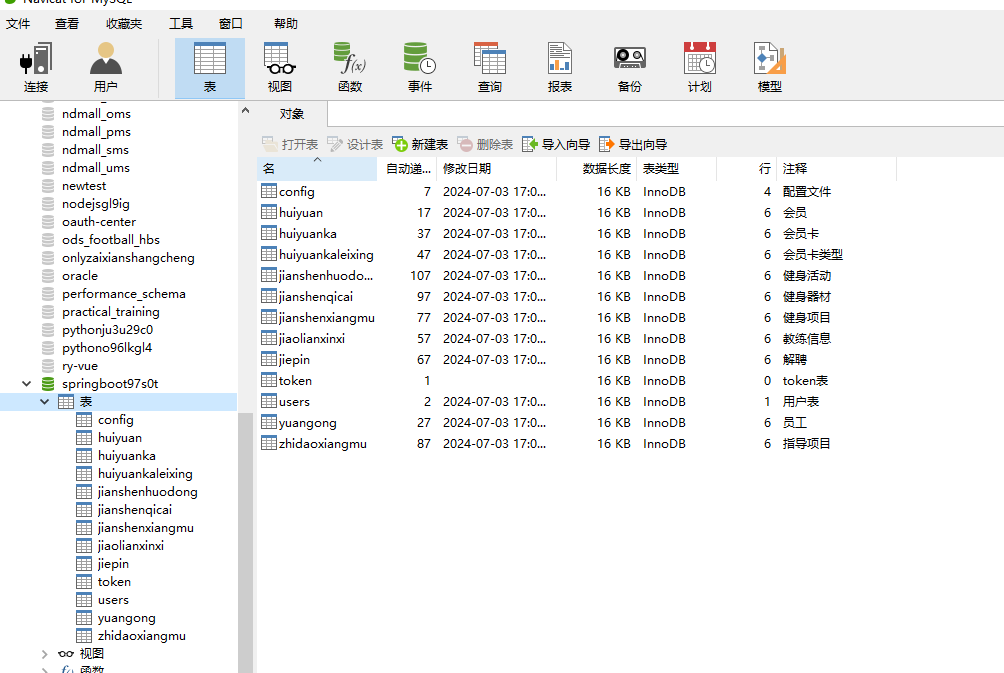 Navicat for MySQL
文件 查看 收藏夹 工具 窗口 帮助
连接 用户 表 视图 函数 事件 查询 报表 备份 计划 模型
ndmall_oms
ndmall_pms
ndmall_sms
ndmall_ums
newtest
nodejsgl9ig
oauth-center
ods_football_hbs
onlyzaixianshangcheng
oracle
performance_schema
practical_training
pythonju3u29c0
pythono96lkgl4
ry-vue
springboot97s0t
表
config
huiyuan
huiyuanka
huiyuankaleixing
jianshenhuodong
jianshenqicai
jianshenxiangmu
jiaolianxinxi
jiepin
token
users
yuangong
zhidaoxiangmu
视图
函数
对象
打开表 设计表 新建表 删除表 导入向导 导出向导
名 自动递... 修改日期 数据长度 表类型 行 注释
config 7 2024-07-03 17:0... 16 KB InnoDB 4 配置文件
huiyuan 17 2024-07-03 17:0... 16 KB InnoDB 6 会员
huiyuanka 37 2024-07-03 17:0... 16 KB InnoDB 6 会员卡
huiyuankaleixing 47 2024-07-03 17:0... 16 KB InnoDB 6 会员卡类型
jianshenhuodo... 107 2024-07-03 17:0... 16 KB InnoDB 6 健身活动
jianshenqicai 97 2024-07-03 17:0... 16 KB InnoDB 6 健身器材
jianshenxiangmu 77 2024-07-03 17:0... 16 KB InnoDB 6 健身项目
jiaolianxinxi 57 2024-07-03 17:0... 16 KB InnoDB 6 教练信息
jiepin 67 2024-07-03 17:0... 16 KB InnoDB 6 解聘
token 1 16 KB InnoDB 0 token表
users 2 2024-07-03 17:0... 16 KB InnoDB 1 用户表
yuangong 27 2024-07-03 17:0... 16 KB InnoDB 6 员工
zhidaoxiangmu 87 2024-07-03 17:0... 16 KB InnoDB 6 指导项目